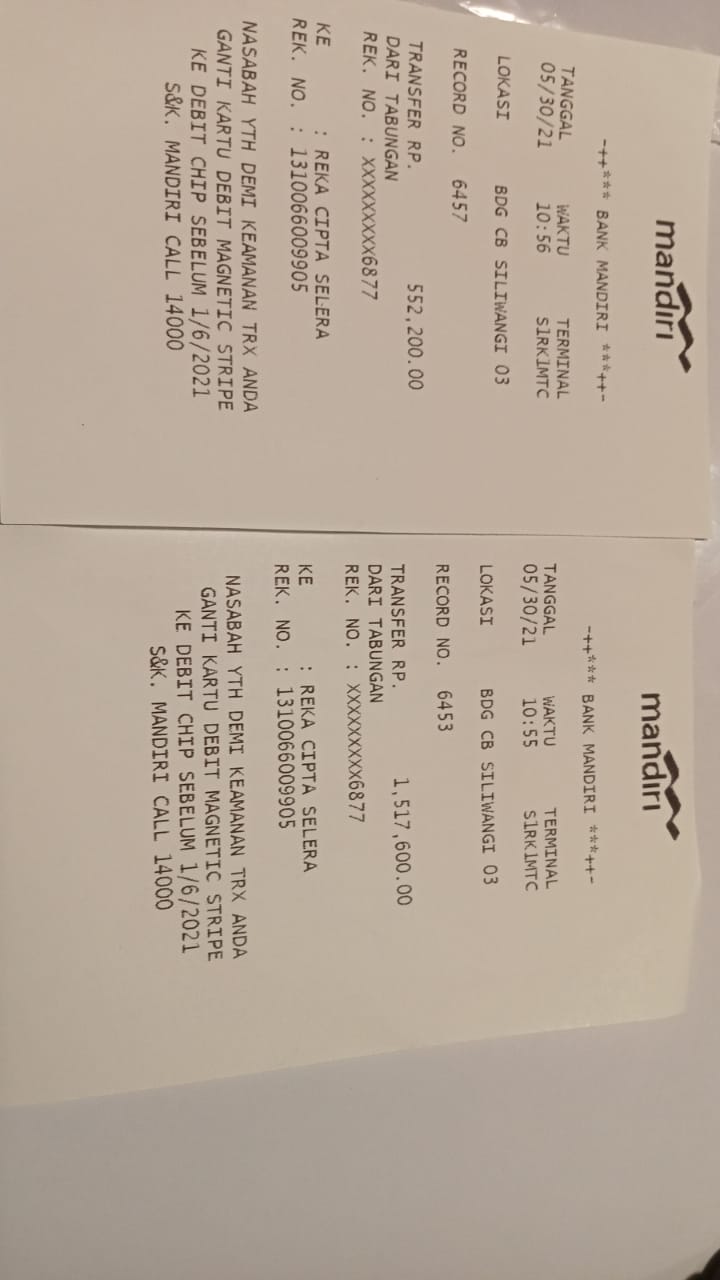 mandiri
-++*** BANK MANDIRI ***++-
TANGGAL WAKTU TERMINAL
05/30/21 10:56 S1RK1MTC
LOKASI BDG CB SILIWANGI 03
RECORD NO. 6457
TRANSFER RP. 552,200.00
DARI TABUNGAN
REK. NO. : XXXXXXXXX6877
KE : REKA CIPTA SELERA
REK. NO. : 1310066009905
NASABAH YTH DEMI KEAMANAN TRX ANDA
GANTI KARTU DEBIT MAGNETIC STRIPE
KE DEBIT CHIP SEBELUM 1/6/2021
S&K. MANDIRI CALL 14000
mandiri
-++*** BANK MANDIRI ***++-
TANGGAL WAKTU TERMINAL
05/30/21 10:55 S1RK1MTC
LOKASI BDG CB SILIWANGI 03
RECORD NO. 6453
TRANSFER RP. 1,517,600.00
DARI TABUNGAN
REK. NO. : XXXXXXXXX6877
KE : REKA CIPTA SELERA
REK. NO. : 1310066009905
NASABAH YTH DEMI KEAMANAN TRX ANDA
GANTI KARTU DEBIT MAGNETIC STRIPE
KE DEBIT CHIP SEBELUM 1/6/2021
S&K. MANDIRI CALL 14000